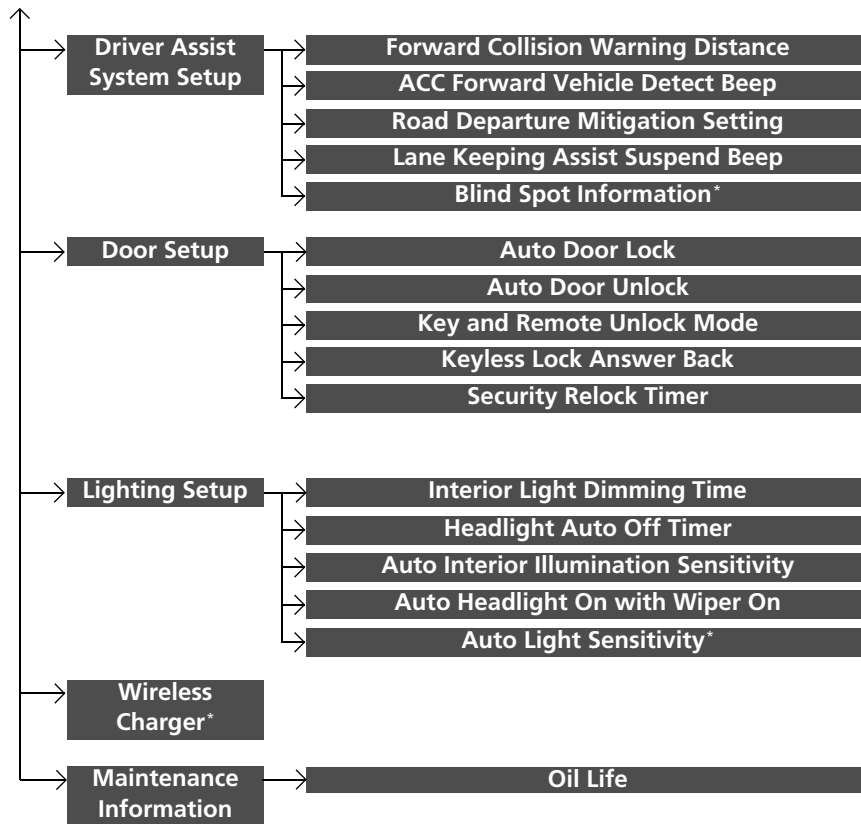 Driver Assist
System Setup
Forward Collision Warning Distance
ACC Forward Vehicle Detect Beep
Road Departure Mitigation Setting
Lane Keeping Assist Suspend Beep
Blind Spot Information*
Door Setup
Auto Door Lock
Auto Door Unlock
Key and Remote Unlock Mode
Keyless Lock Answer Back
Security Relock Timer
Lighting Setup
Interior Light Dimming Time
Headlight Auto Off Timer
Auto Interior Illumination Sensitivity
Auto Headlight On with Wiper On
Auto Light Sensitivity*
Wireless
Charger*
Maintenance
Information
Oil Life